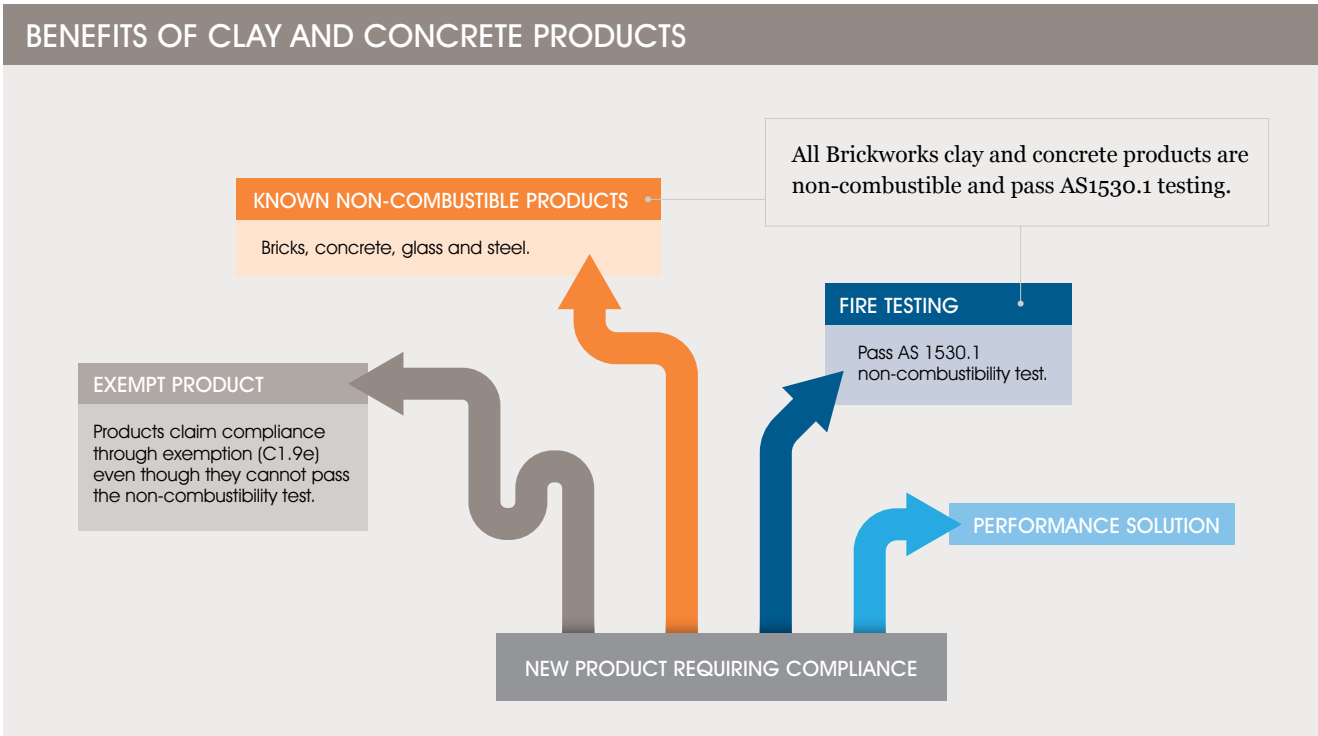 BENEFITS OF CLAY AND CONCRETE PRODUCTS
All Brickworks clay and concrete products are
non-combustible and pass AS1530.1 testing.
KNOWN NON-COMBUSTIBLE PRODUCTS
Bricks, concrete, glass and steel.
FIRE TESTING
Pass AS 1530.1
non-combustibility test.
EXEMPT PRODUCT
Products claim compliance
through exemption (C1.9e)
even though they cannot pass
the non-combustibility test.
PERFORMANCE SOLUTION
NEW PRODUCT REQUIRING COMPLIANCE